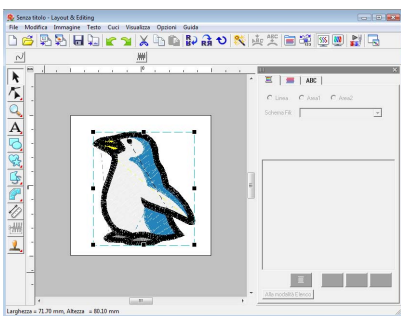 Senza titolo - Layout & Editing
File Modifica Immagine Testo Cuci Visualizza Opzioni Guida
ABC
Linea Area1 Area2
Schema Fili
A
Alla modalità Elenco
Larghezza = 71.70 mm, Altezza = 80.10 mm